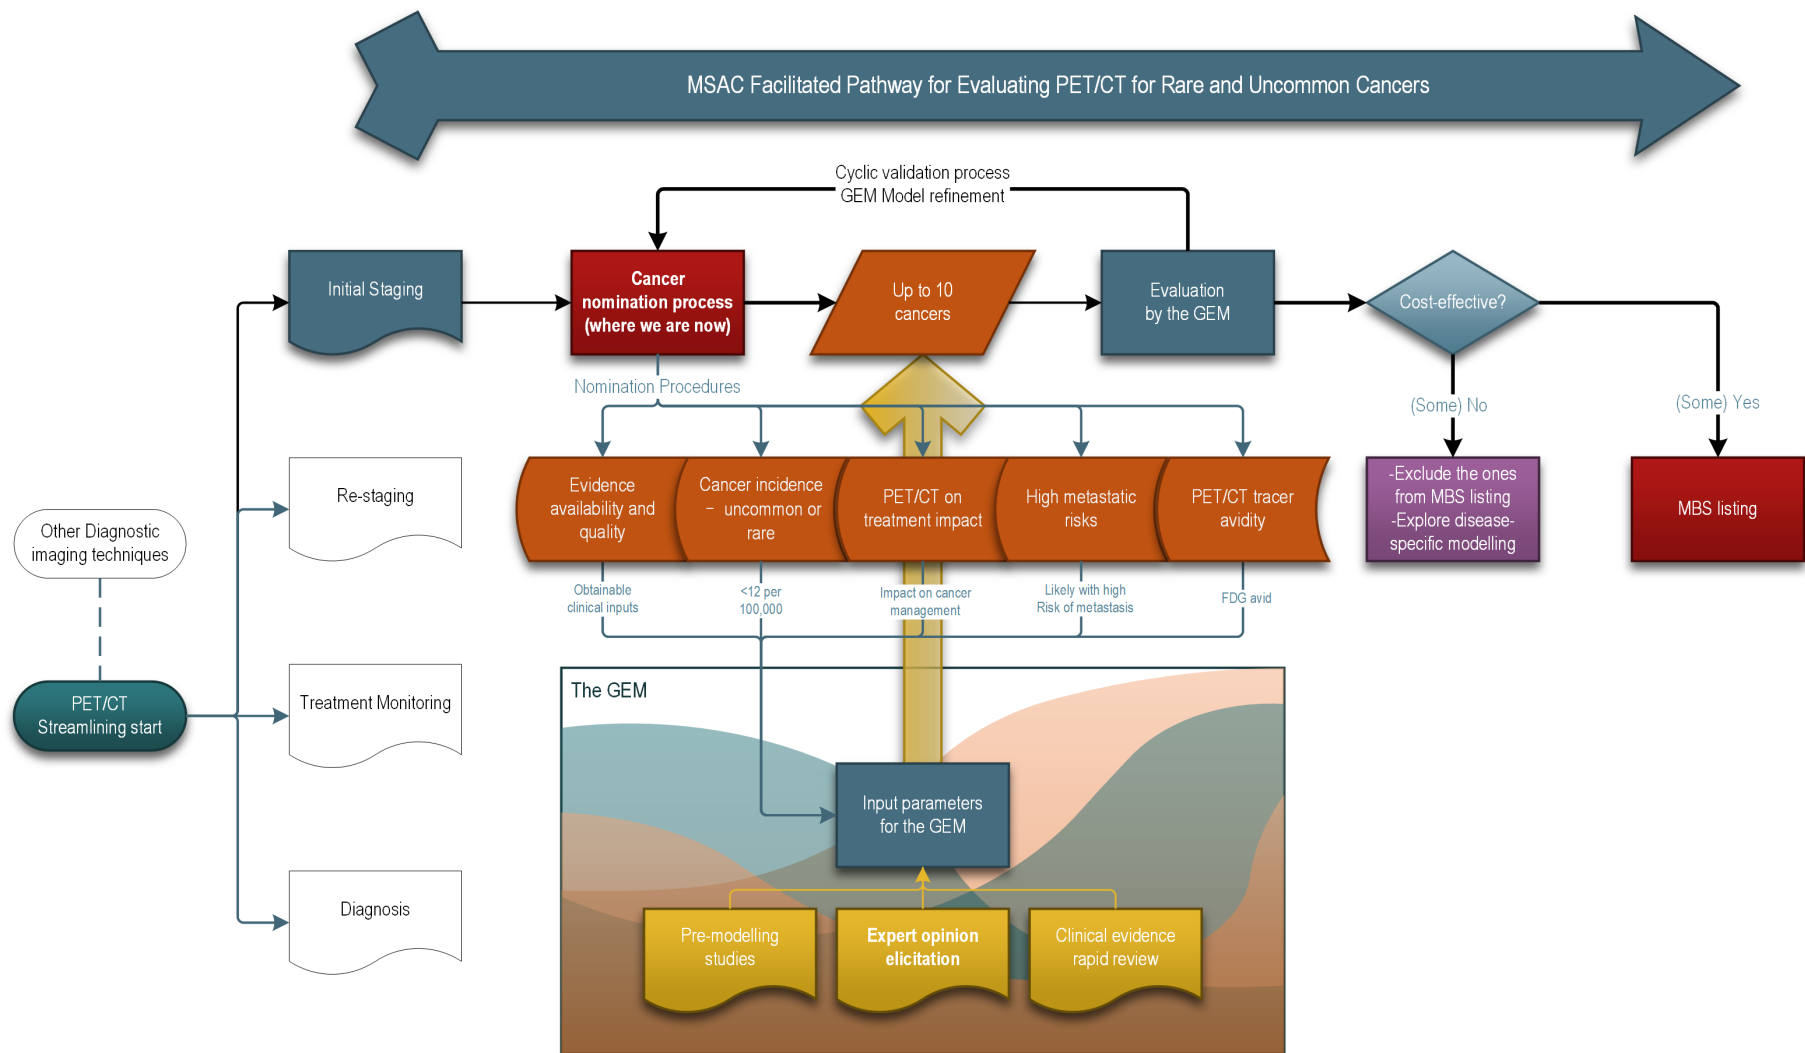 MSAC Facilitated Pathway for Evaluating PET/CT for Rare and Uncommon Cancers
Cyclic validation process
GEM Model refinement
Initial Staging
Cancer
nomination process
(where we are now)
Up to 10
cancers
Evaluation
by the GEM
Cost-effective?
Nomination Procedures
(Some) No
(Some) Yes
Re-staging
Evidence
availability and
quality
Cancer incidence
– uncommon or
rare
PET/CT on
treatment impact
High metastatic
risks
PET/CT tracer
avidity
-Exclude the ones
from MBS listing
-Explore disease-
specific modelling
MBS listing
Other Diagnostic
imaging techniques
Obtainable
clinical inputs
<12 per
100,000
Impact on cancer
management
Likely with high
Risk of metastasis
FDG avid
PET/CT
Streamlining start
Treatment Monitoring
The GEM
Input parameters
for the GEM
Diagnosis
Pre-modelling
studies
Expert opinion
elicitation
Clinical evidence
rapid review